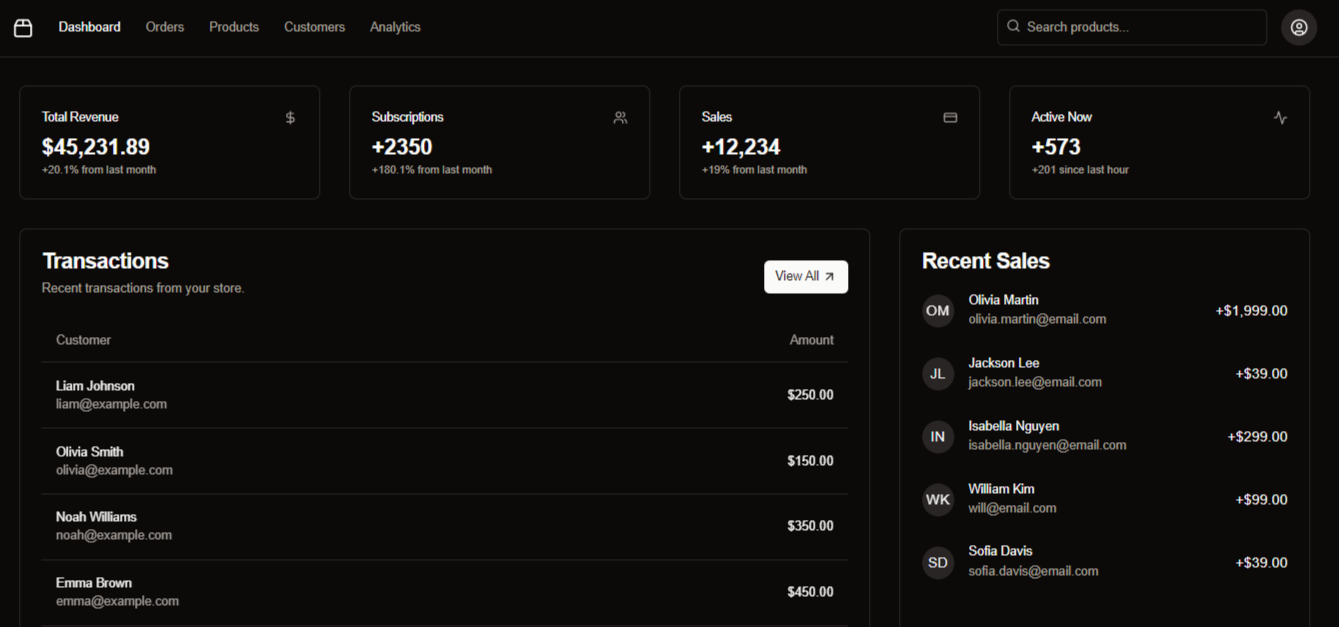 Dashboard Orders Products Customers Analytics Search products...
Total Revenue $
$45,231.89
+20.1% from last month
Subscriptions
+2350
+180.1% from last month
Sales
+12,234
+19% from last month
Active Now
+573
+201 since last hour
Transactions
Recent transactions from your store.
View All
Customer Amount
Liam Johnson
liam@example.com
$250.00
Olivia Smith
olivia@example.com
$150.00
Noah Williams
noah@example.com
$350.00
Emma Brown
emma@example.com
$450.00
Recent Sales
OM
Olivia Martin
olivia.martin@email.com
+$1,999.00
JL
Jackson Lee
jackson.lee@email.com
+$39.00
IN
Isabella Nguyen
isabella.nguyen@email.com
+$299.00
WK
William Kim
will@email.com
+$99.00
SD
Sofia Davis
sofia.davis@email.com
+$39.00